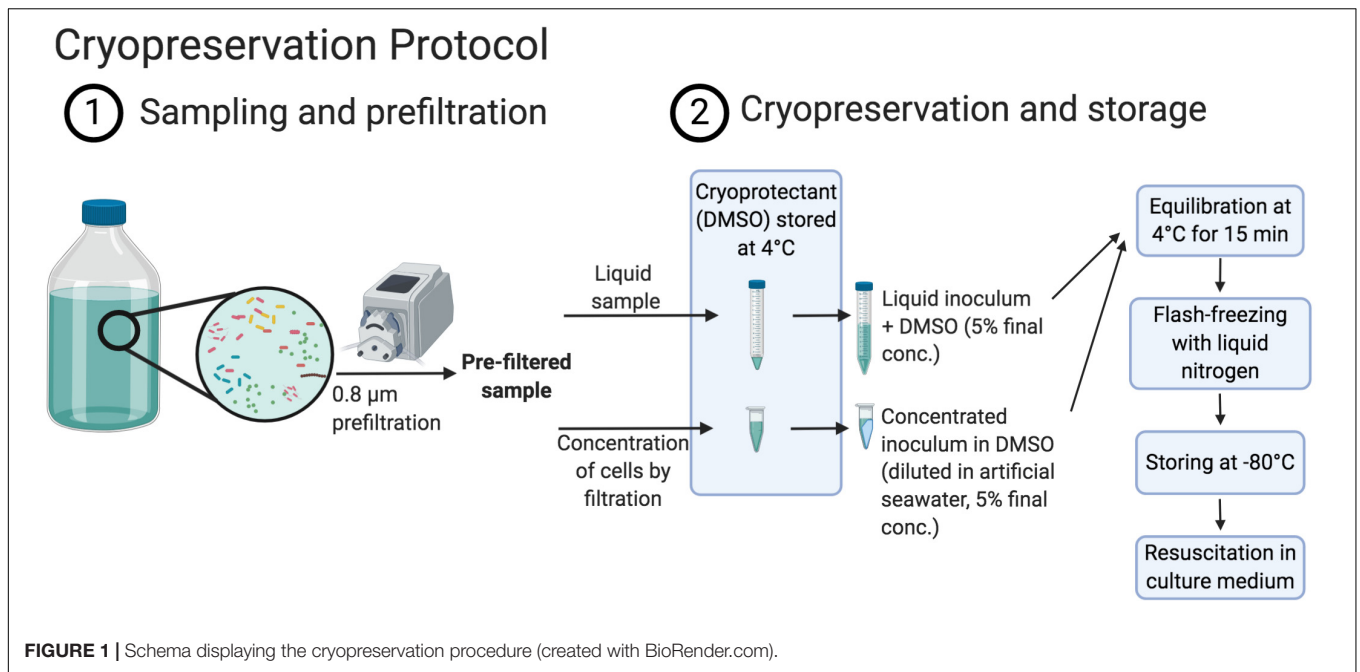 Cryopreservation Protocol
1 Sampling and prefiltration
2 Cryopreservation and storage
0.8 µm
prefiltration
Pre-filtered
sample
Liquid
sample
Concentration
of cells by
filtration
Cryoprotectant
(DMSO) stored
at 4°C
Liquid inoculum
+ DMSO (5% final
conc.)
Concentrated
inoculum in DMSO
(diluted in artificial
seawater, 5% final
conc.)
Equilibration at
4°C for 15 min
Flash-freezing
with liquid
nitrogen
Storing at -80°C
Resuscitation in
culture medium
FIGURE 1 | Schema displaying the cryopreservation procedure (created with BioRender.com).